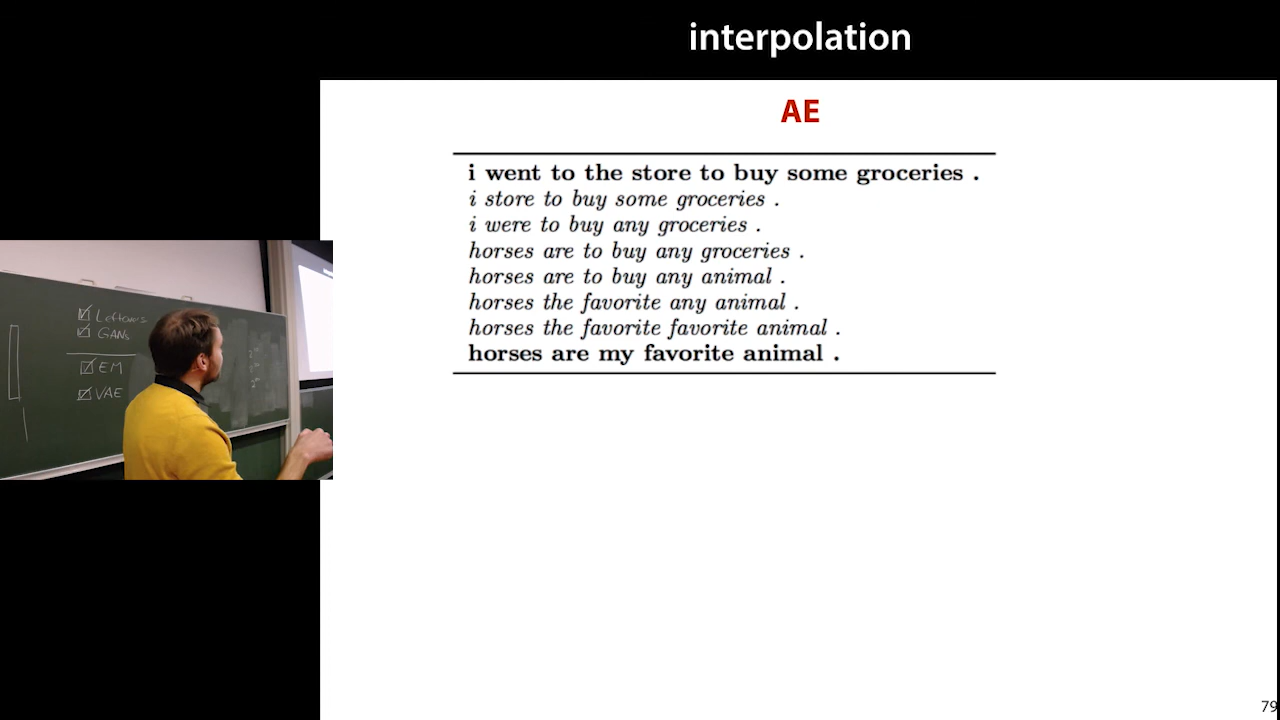 interpolation
AE
i went to the store to buy some groceries .
i store to buy some groceries .
i were to buy any groceries .
horses are to buy any groceries .
horses are to buy any animal .
horses the favorite any animal .
horses the favorite favorite animal .
horses are my favorite animal .
Leftovers
GANs
EM
VAE
79